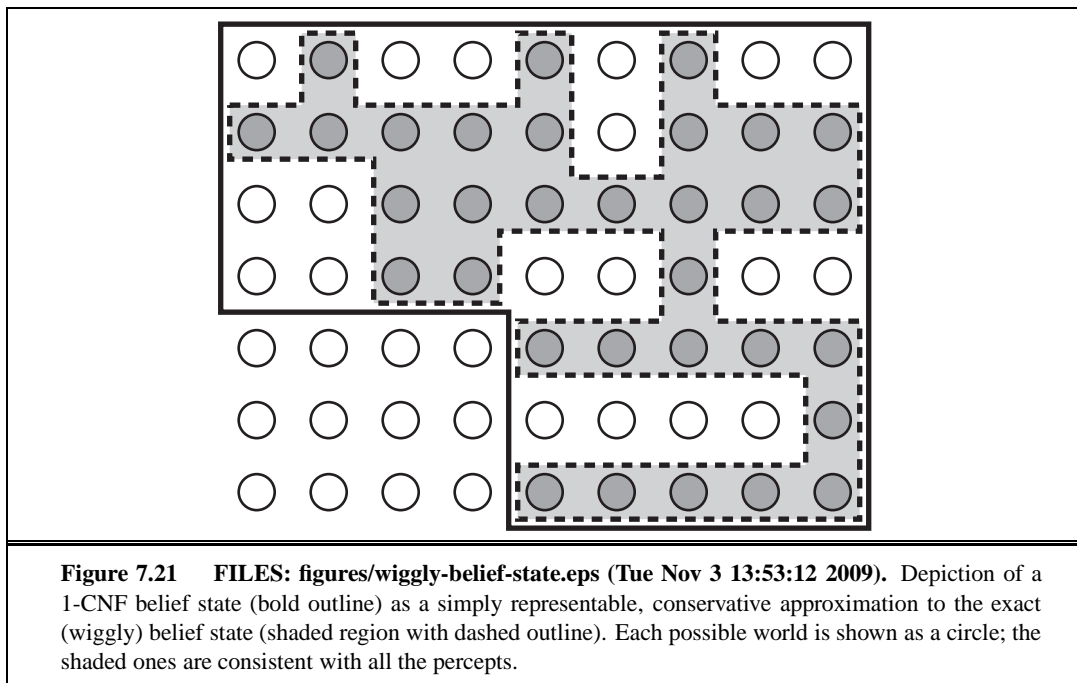 Figure 7.21 FILES: figures/wiggly-belief-state.eps (Tue Nov 3 13:53:12 2009). Depiction of a
1-CNF belief state (bold outline) as a simply representable, conservative approximation to the exact
(wiggly) belief state (shaded region with dashed outline). Each possible world is shown as a circle; the
shaded ones are consistent with all the percepts.